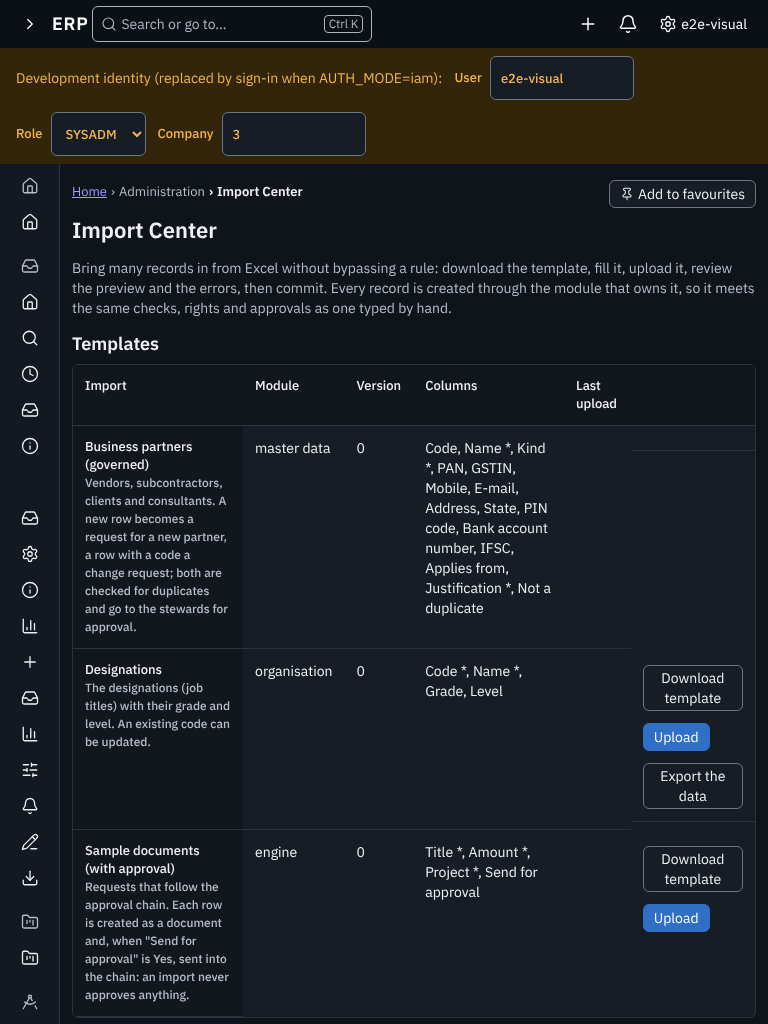 ERP
Search or go to...
Ctrl K
e2e-visual
Development identity (replaced by sign-in when AUTH_MODE=iam):
User
e2e-visual
Role
SYSADM
Company
3
Home › Administration › Import Center
Add to favourites
Import Center
Bring many records in from Excel without bypassing a rule: download the template, fill it, upload it, review
the preview and the errors, then commit. Every record is created through the module that owns it, so it meets
the same checks, rights and approvals as one typed by hand.
Templates
Import
Module
Version
Columns
Last
upload
Business partners
(governed)
Vendors, subcontractors,
clients and consultants. A
new row becomes a
request for a new partner,
a row with a code a
change request; both are
checked for duplicates
and go to the stewards for
approval.
master data
0
Code, Name *, Kind
*, PAN, GSTIN,
Mobile, E-mail,
Address, State, PIN
code, Bank account
number, IFSC,
Applies from,
Justification *, Not a
duplicate
Designations
The designations (job
titles) with their grade and
level. An existing code can
be updated.
organisation
0
Code *, Name *,
Grade, Level
Download
template
Upload
Export the
data
Sample documents
(with approval)
Requests that follow the
approval chain. Each row
is created as a document
and, when "Send for
approval" is Yes, sent into
the chain: an import never
approves anything.
engine
0
Title *, Amount *,
Project *, Send for
approval
Download
template
Upload